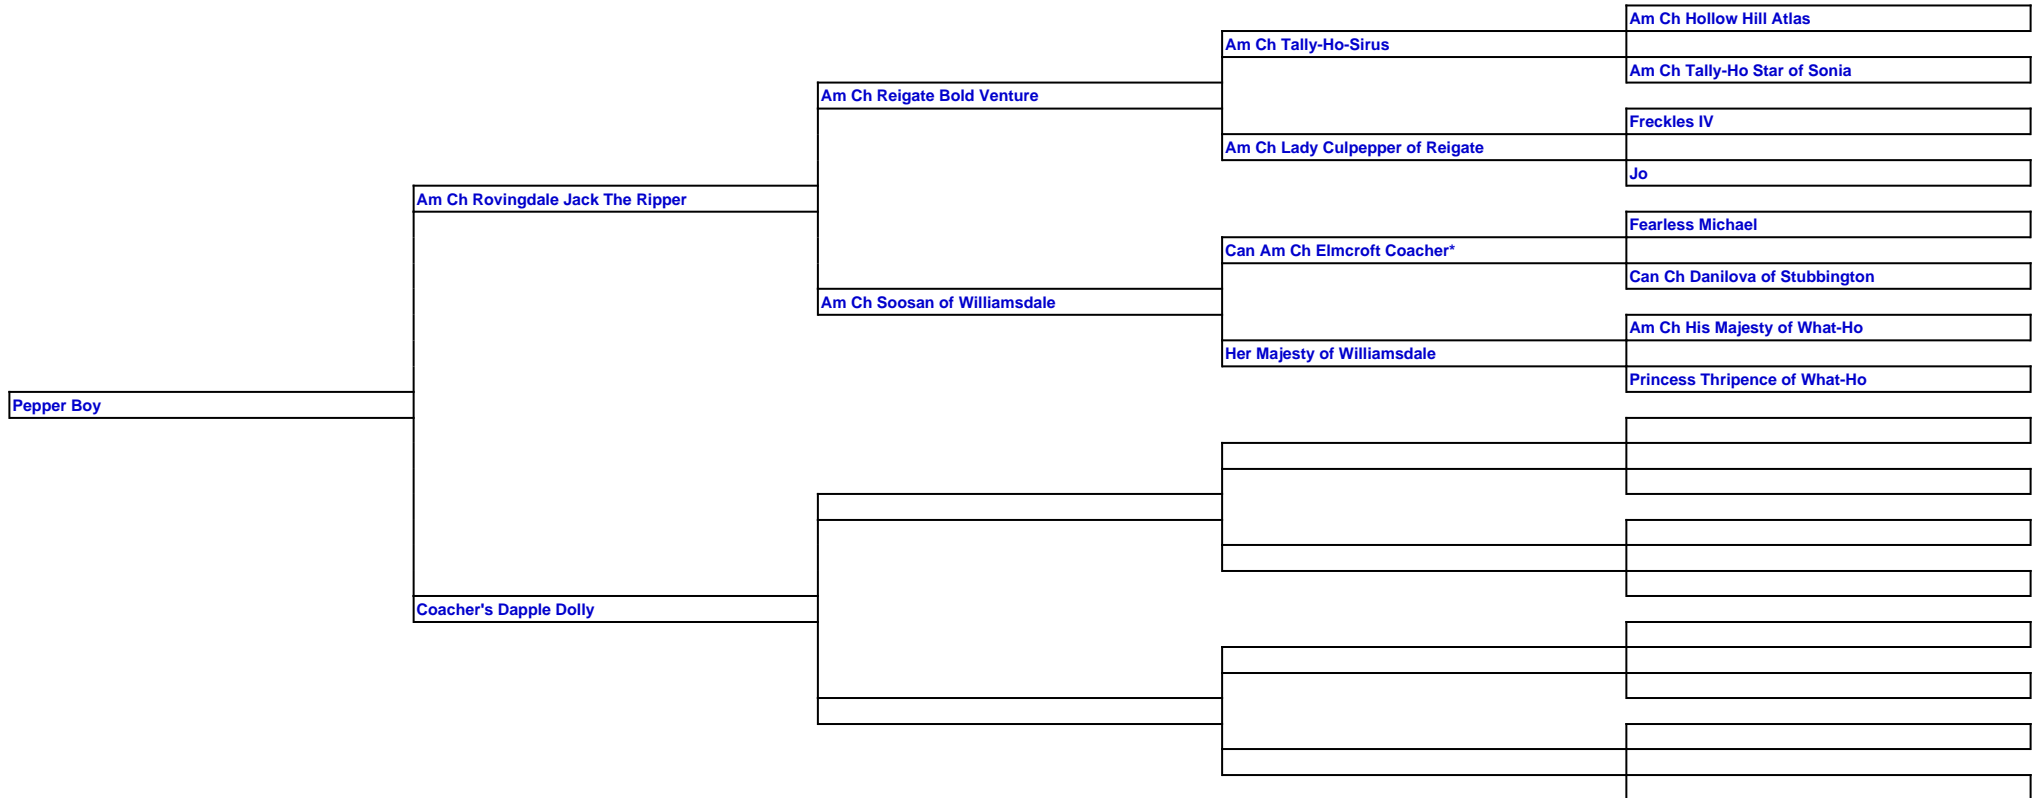 Am Ch Hollow Hill Atlas
Am Ch Tally-Ho-Sirus
Am Ch Tally-Ho Star of Sonia
Am Ch Reigate Bold Venture
Freckles IV
Am Ch Lady Culpepper of Reigate
Jo
Am Ch Rovingdale Jack The Ripper
Fearless Michael
Can Am Ch Elmcroft Coacher*
Can Ch Danilova of Stubbington
Am Ch Soosan of Williamsdale
Am Ch His Majesty of What-Ho
Her Majesty of Williamsdale
Princess Thripence of What-Ho
Pepper Boy
Coacher's Dapple Dolly